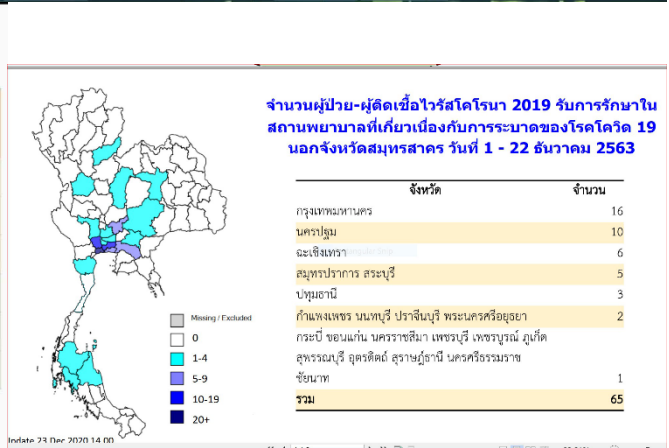 จำนวนผู้ป่วย-ผู้ติดเชื้อไวรัสโคโรนา 2019 รับการรักษาใน
สถานพยาบาลที่เกี่ยวเนื่องกับการระบาดของโรคโควิด 19
นอกจังหวัดสมุทรสาคร วันที่ 1 - 22 ธันวาคม 2563
จังหวัด จำนวน
กรุงเทพมหานคร 16
นครปฐม 10
ฉะเชิงเทรา 6
สมุทรปราการ สระบุรี 5
ปทุมธานี 3
กำแพงเพชร นนทบุรี ปราจีนบุรี พระนครศรีอยุธยา 2
กระบี่ ขอนแก่น นครราชสีมา เพชรบุรี เพชรบูรณ์ ภูเก็ต
สุพรรณบุรี อุตรดิตถ์ สุราษฎ์ธานี นครศรีธรรมราช
ชัยนาท 1
รวม 65
Missing / Excluded
0
1-4
5-9
10-19
20+
Update 23 Dec 2020 14.00